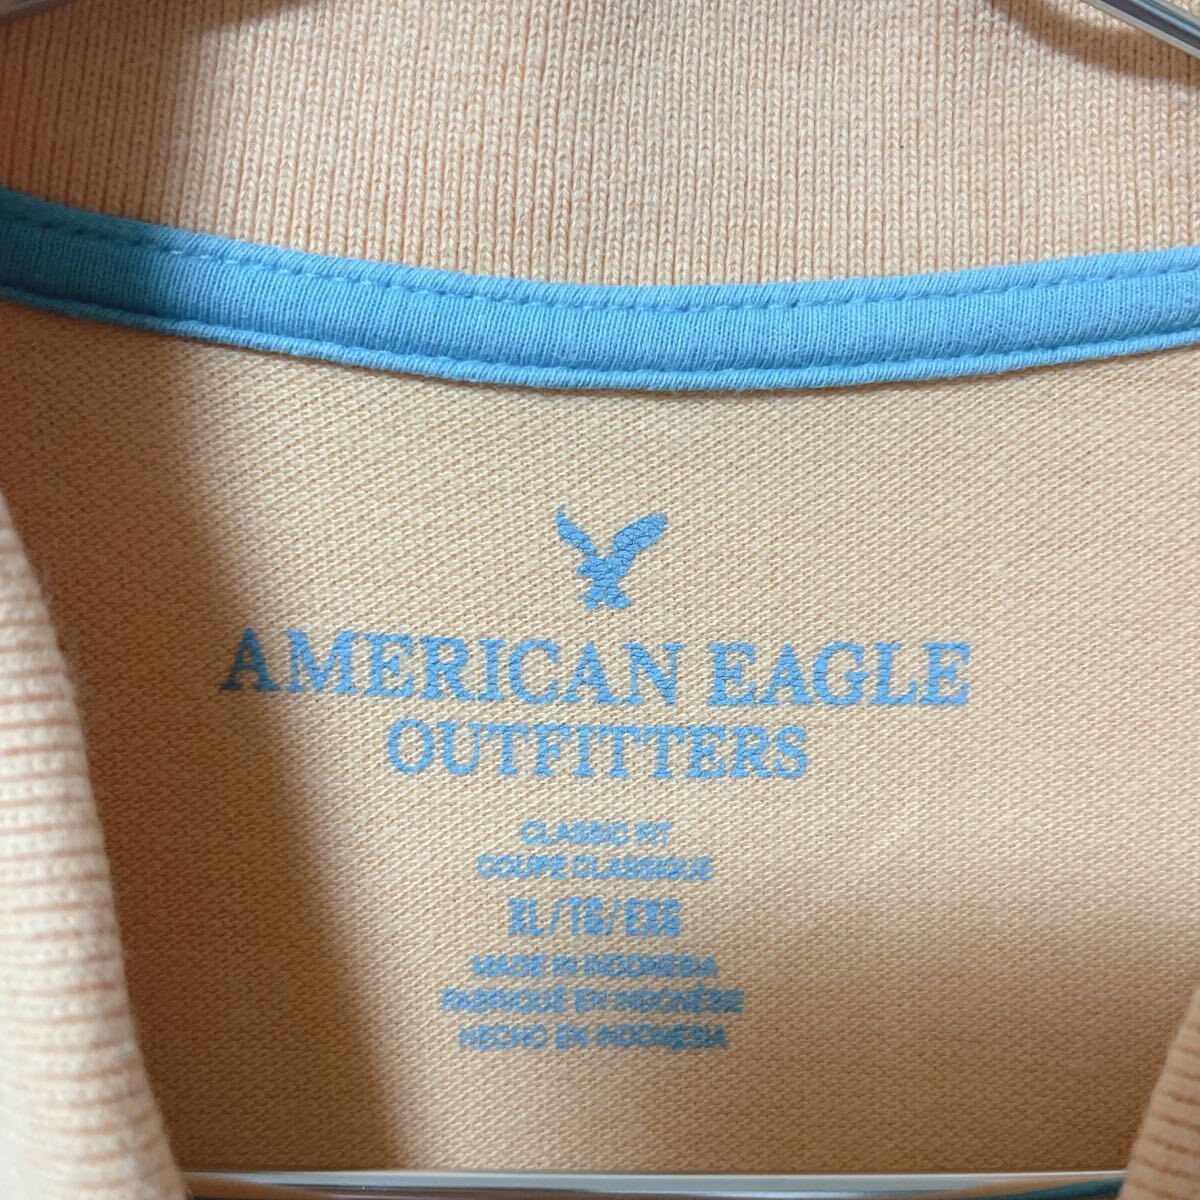 AMERICAN EAGLE
OUTFITTERS
CLASSIC FIT
COUPE CLASSIQUE
XL/TG/EXG
MADE IN INDONESIA
FABRIQUÉ EN INDONÉSIE
HECHO EN INDONESIA